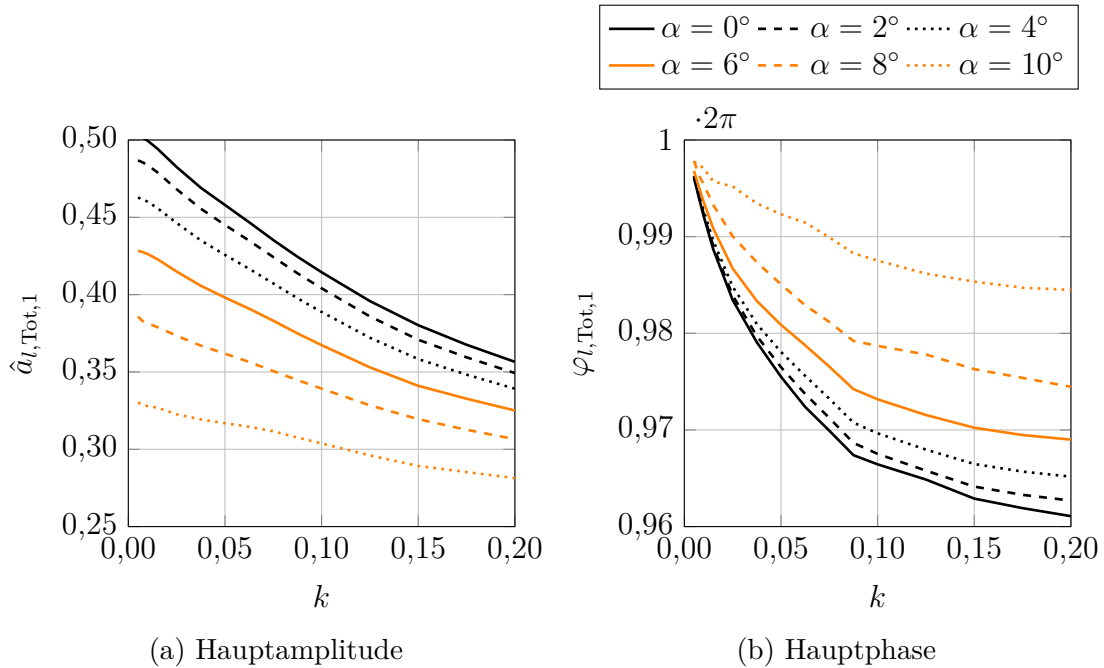 α = 0° α = 2° α = 4°
α = 6° α = 8° α = 10°
0,50
0,45
0,40
0,35
0,30
0,25
0,00 0,05 0,10 0,15 0,20
â_{l,Tot,1}
k
(a) Hauptamplitude
·2π
1
0,99
0,98
0,97
0,96
0,00 0,05 0,10 0,15 0,20
φ_{l,Tot,1}
k
(b) Hauptphase